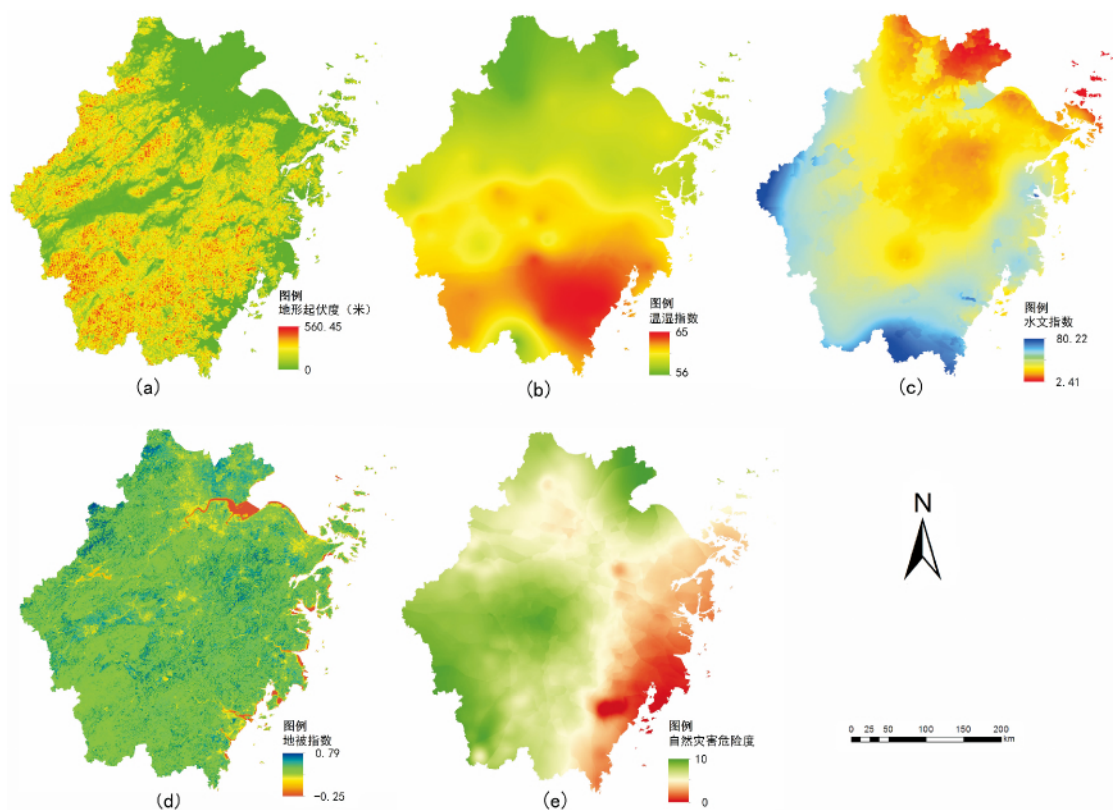 图例
地形起伏度（米）
560.45
0
(a)
图例
温湿指数
65
56
(b)
图例
水文指数
80.22
2.41
(c)
图例
地被指数
0.79
-0.25
(d)
图例
自然灾害危险度
10
0
(e)
N
0 25 50 100 150 200
km